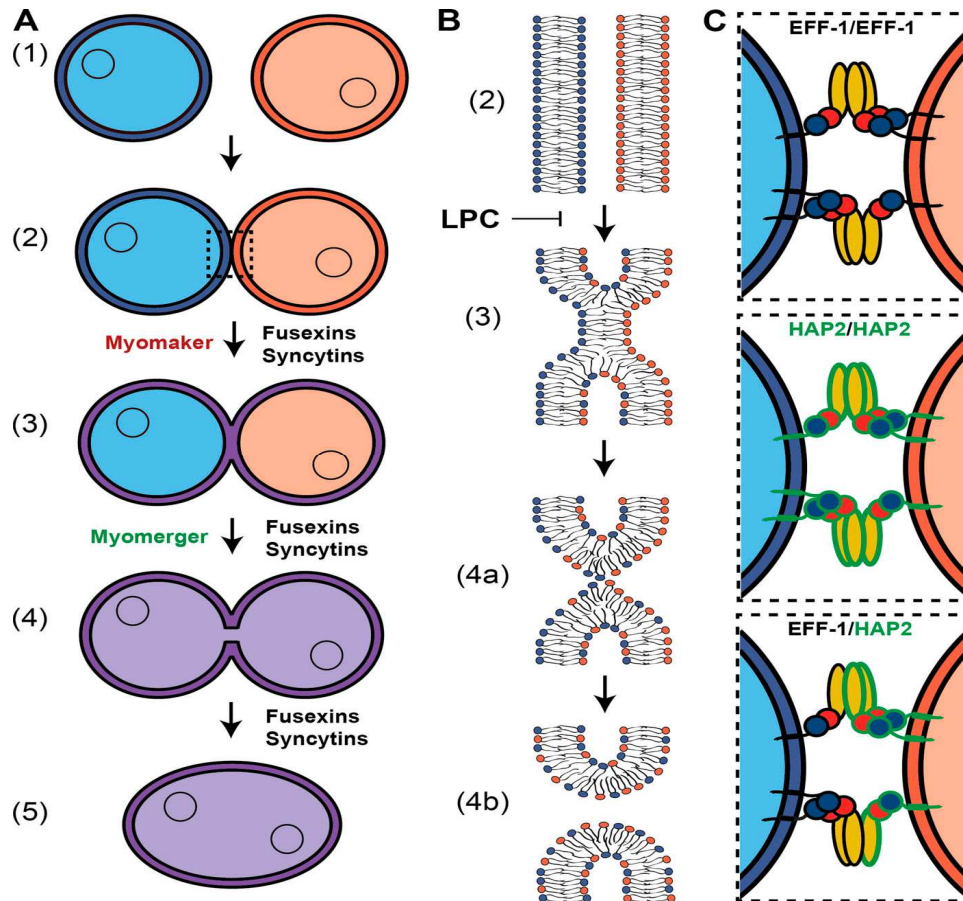 A
(1)
(2)
Myomaker
Fusexins
Syncytins
(3)
Myomerger
Fusexins
Syncytins
(4)
Fusexins
Syncytins
(5)
B
(2)
LPC
(3)
(4a)
(4b)
C
EFF-1/EFF-1
HAP2/HAP2
EFF-1/HAP2